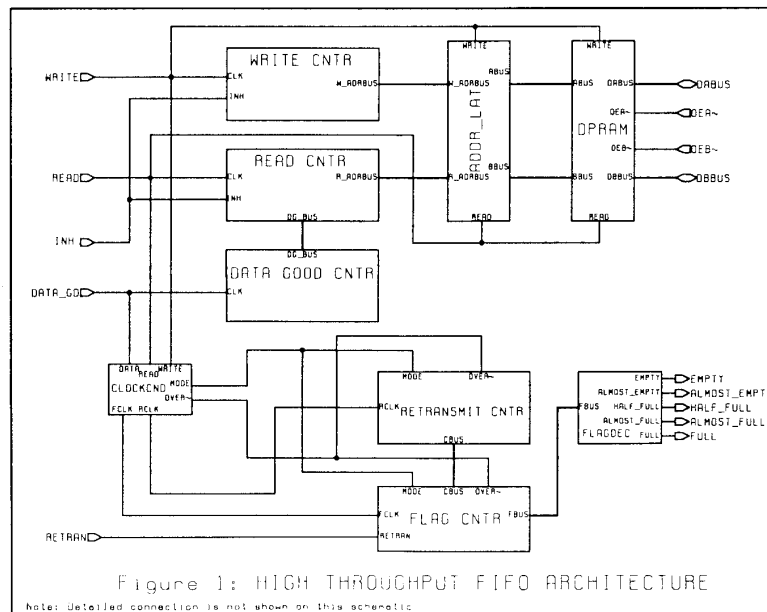 WRITE WRITE
WRITE CNTR
WRITE CLK W_ADRBUS W_ADRBUS ABUS ABUS DABUS DABUS
INH OEA~ OEA~
ADDR_LAT DPRAM
READ CNTR OEB~ OEB~
READ CLK R_ADRBUS R_ADRBUS BBUS BBUS DBBUS DBBUS
INH
DG_BUS READ READ
INH
DG_BUS
DATA GOOD CNTR
DATA_GD CLK
DATA READ WRITE
MODE
CLOCKCND
OVER~
FCLK RCLK
MODE OVER~
RCLK RETRANSMIT CNTR
CBUS
EMPTY EMPTY
ALMOST_EMPTY ALMOST_EMPTY
FBUS HALF_FULL HALF_FULL
ALMOST_FULL ALMOST_FULL
FLAGDEC FULL FULL
MODE CBUS OVER~
FCLK FLAG CNTR FBUS
RETRAN RETRAN
Figure 1: HIGH THROUGHPUT FIFO ARCHITECTURE
Note: Detailed connection is not shown on this schematic